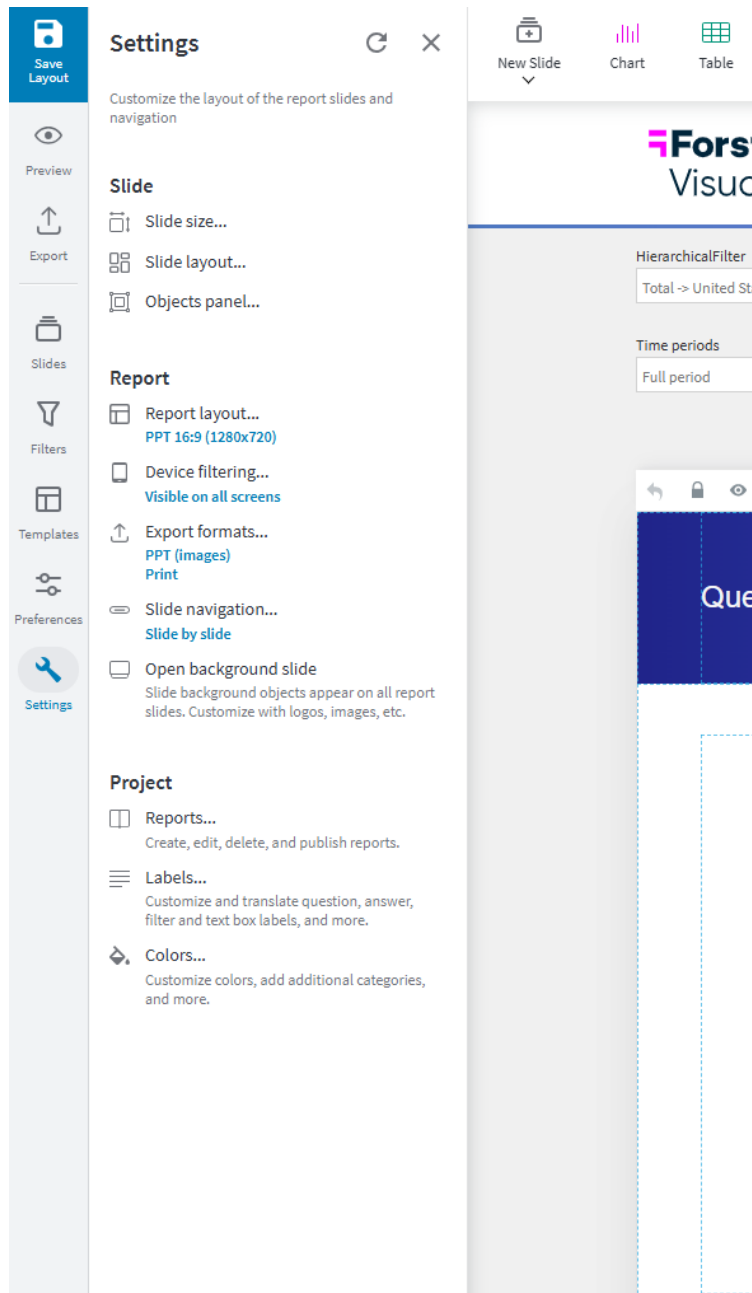 Save
Layout
Preview
Export
Slides
Filters
Templates
Preferences
Settings
Settings
Customize the layout of the report slides and
navigation
Slide
Slide size...
Slide layout...
Objects panel...
Report
Report layout...
PPT 16:9 (1280x720)
Device filtering...
Visible on all screens
Export formats...
PPT (images)
Print
Slide navigation...
Slide by slide
Open background slide
Slide background objects appear on all report
slides. Customize with logos, images, etc.
Project
Reports...
Create, edit, delete, and publish reports.
Labels...
Customize and translate question, answer,
filter and text box labels, and more.
Colors...
Customize colors, add additional categories,
and more.
New Slide
Chart
Table
HierarchicalFilter
Total -> United
Time periods
Full period